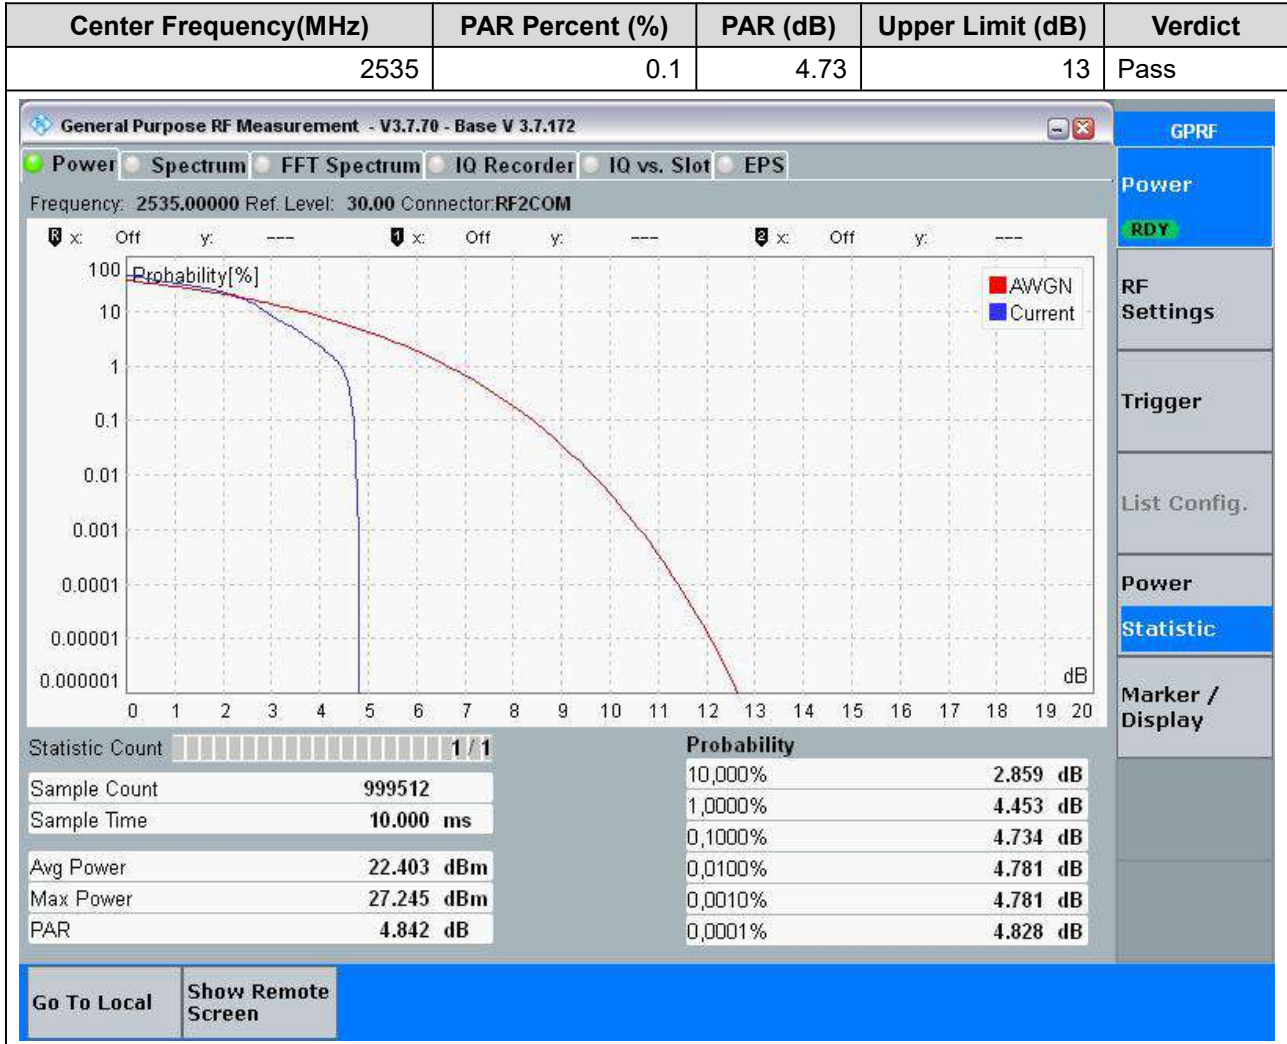 Center Frequency(MHz) PAR Percent (%) PAR (dB) Upper Limit (dB) Verdict
2535 0.1 4.73 13 Pass
General Purpose RF Measurement - V3.7.70 - Base V 3.7.172
GPRF
Power Spectrum FFT Spectrum IQ Recorder IQ vs. Slot EPS
Frequency: 2535.00000 Ref. Level: 30.00 Connector:RF2COM
R x: Off y: --- 1 x: Off y: --- 2 x: Off y: ---
Probability[%]
AWGN
Current
100
10
1
0.1
0.01
0.001
0.0001
0.00001
0.000001
dB
0 1 2 3 4 5 6 7 8 9 10 11 12 13 14 15 16 17 18 19 20
Statistic Count 1 / 1
Sample Count 999512
Sample Time 10.000 ms
Avg Power 22.403 dBm
Max Power 27.245 dBm
PAR 4.842 dB
Probability
10,000% 2.859 dB
1,0000% 4.453 dB
0,1000% 4.734 dB
0,0100% 4.781 dB
0,0010% 4.781 dB
0,0001% 4.828 dB
Power
RDY
RF
Settings
Trigger
List Config.
Power
Statistic
Marker /
Display
Go To Local
Show Remote
Screen